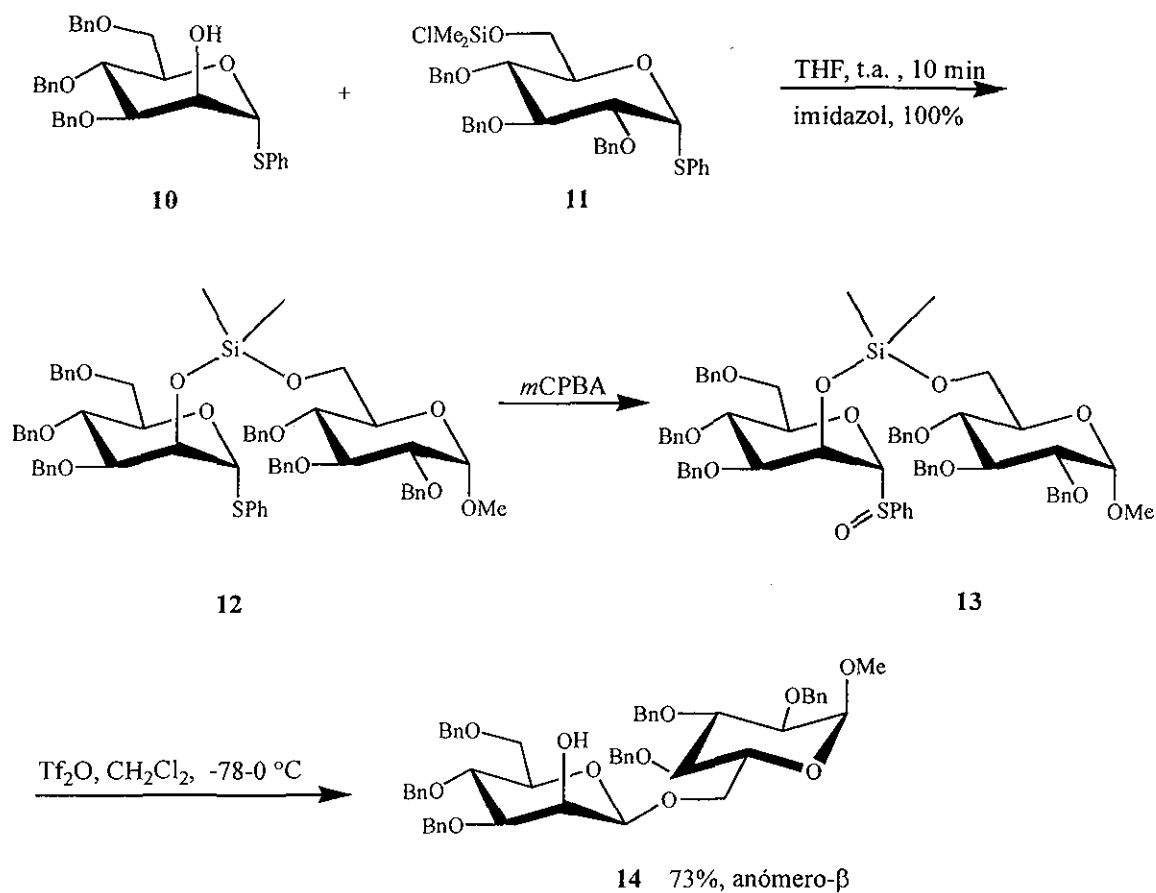 BnO
OH
BnO
O
BnO
SPh
10
+
ClMe₂SiO
O
BnO
BnO
BnO
SPh
11
THF, t.a. , 10 min
imidazol, 100%
Si
BnO
O
O
O
O
BnO
BnO
BnO
BnO
BnO
SPh
OMe
12
mCPBA
Si
BnO
O
O
O
O
BnO
BnO
BnO
BnO
BnO
SPh
O
OMe
13
Tf₂O, CH₂Cl₂, -78-0 °C
OMe
OBn
BnO
BnO
OH
BnO
O
O
BnO
O
BnO
14 73%, anómero-β